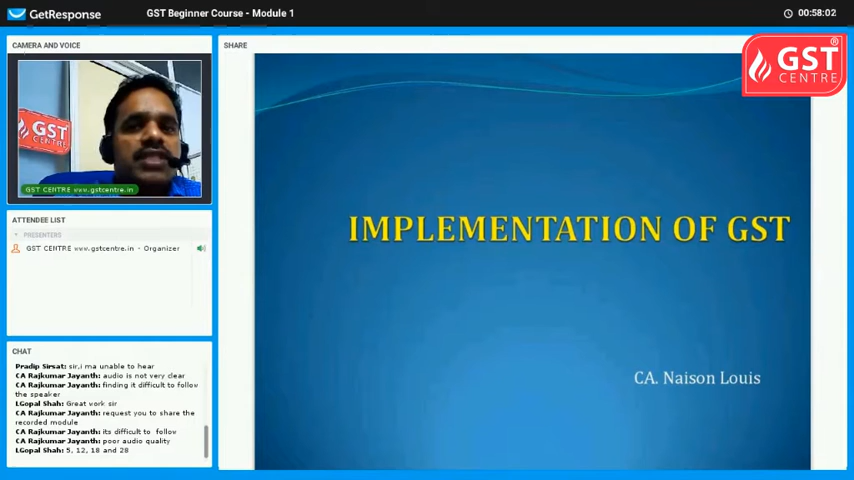 GetResponse
GST Beginner Course - Module 1
00:58:02
CAMERA AND VOICE
GST
CENTRE
GST CENTRE www.gstcentre.in
ATTENDEE LIST
PRESENTERS
GST CENTRE www.gstcentre.in - Organizer
CHAT
Pradip Sirsat: sir,i ma unable to hear
CA Rajkumar Jayanth: audio is not very clear
CA Rajkumar Jayanth: finding it difficult to follow
the speaker
LGopal Shah: Great work sir
CA Rajkumar Jayanth: request you to share the
recorded module
CA Rajkumar Jayanth: its difficult to follow
CA Rajkumar Jayanth: poor audio quality
LGopal Shah: 5, 12, 18 and 28
SHARE
GST®
CENTRE
IMPLEMENTATION OF GST
CA. Naison Louis